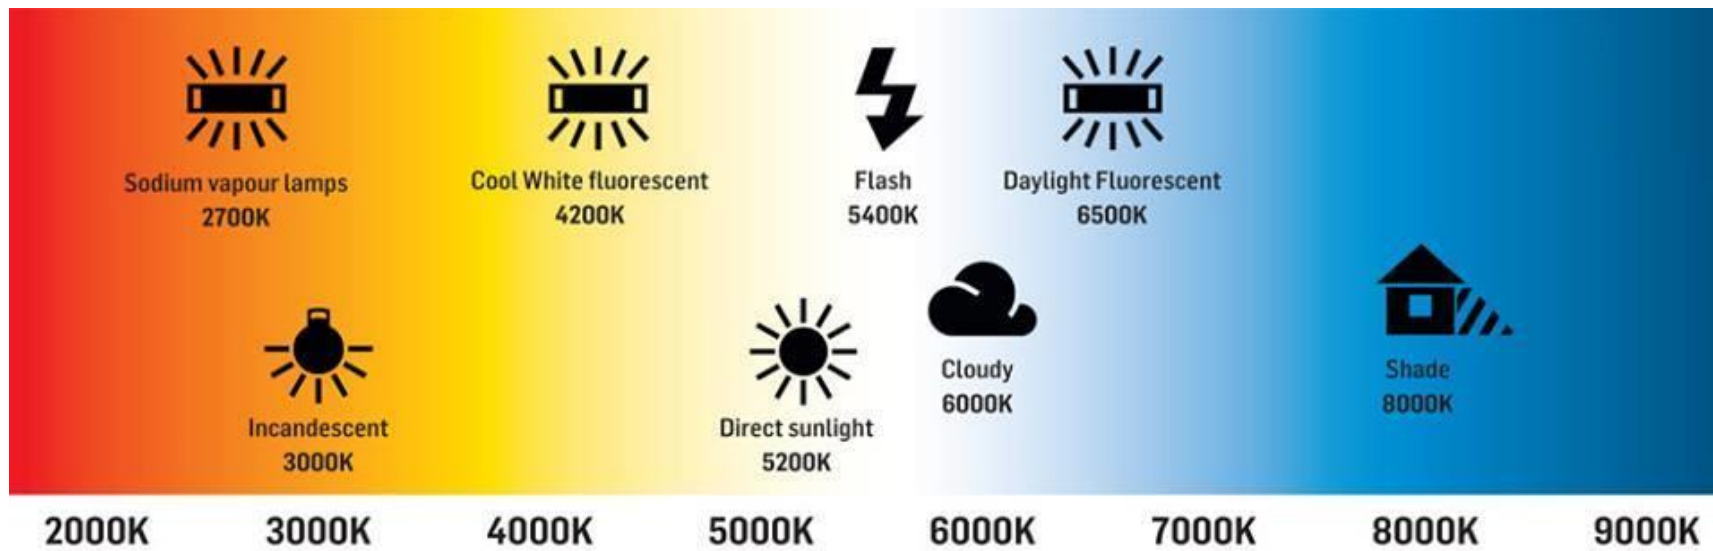 Sodium vapour lamps
2700K
Cool White fluorescent
4200K
Flash
5400K
Daylight Fluorescent
6500K
Incandescent
3000K
Direct sunlight
5200K
Cloudy
6000K
Shade
8000K
2000K 3000K 4000K 5000K 6000K 7000K 8000K 9000K